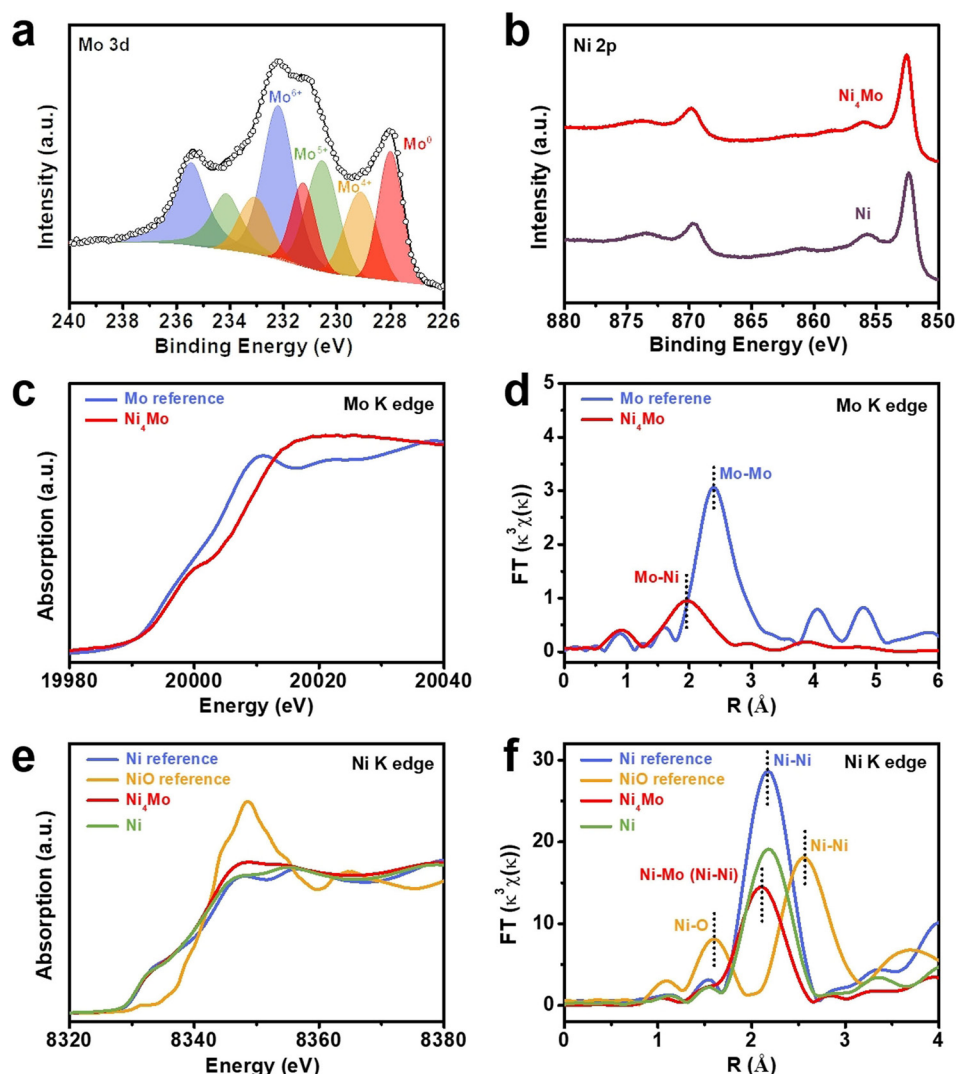 a
Mo 3d
Mo⁶⁺
Mo⁵⁺
Mo⁴⁺
Mo⁰
Intensity (a.u.)
240 238 236 234 232 230 228 226
Binding Energy (eV)
b
Ni 2p
Ni₄Mo
Ni
Intensity (a.u.)
880 875 870 865 860 855 850
Binding Energy (eV)
c
Mo reference
Ni₄Mo
Mo K edge
Absorption (a.u.)
19980 20000 20020 20040
Energy (eV)
d
Mo referene
Ni₄Mo
Mo K edge
Mo-Mo
Mo-Ni
FT (κ³χ(κ))
5
4
3
2
1
0
0 1 2 3 4 5 6
R (Å)
e
Ni reference
NiO reference
Ni₄Mo
Ni
Ni K edge
Absorption (a.u.)
8320 8340 8360 8380
Energy (eV)
f
Ni reference
NiO reference
Ni₄Mo
Ni
Ni K edge
Ni-Ni
Ni-Ni
Ni-Mo (Ni-Ni)
Ni-O
FT (κ³χ(κ))
30
20
10
0
0 1 2 3 4
R (Å)